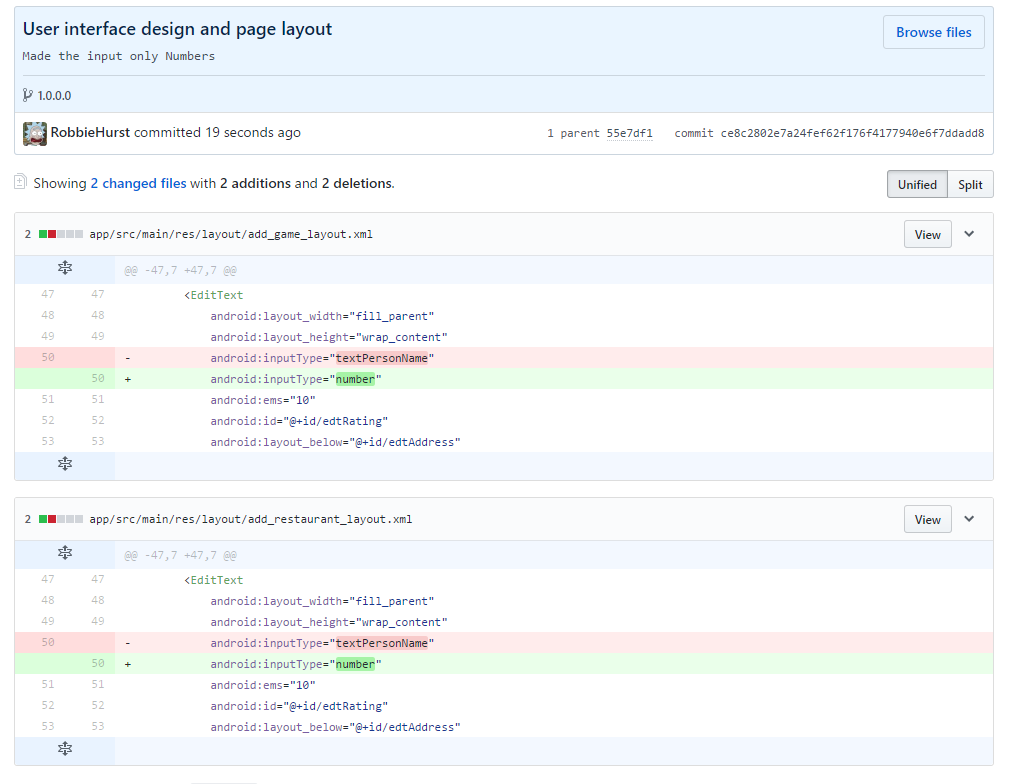 User interface design and page layout
Browse files
Made the input only Numbers
1.0.0.0
RobbieHurst committed 19 seconds ago 1 parent 55e7df1 commit ce8c2802e7a24fef62f176f4177940e6f7ddadd8
Showing 2 changed files with 2 additions and 2 deletions. Unified Split
2 app/src/main/res/layout/add_game_layout.xml View
@@ -47,7 +47,7 @@
47 47 <EditText
48 48 android:layout_width="fill_parent"
49 49 android:layout_height="wrap_content"
50 - android:inputType="textPersonName"
50 + android:inputType="number"
51 51 android:ems="10"
52 52 android:id="@+id/edtRating"
53 53 android:layout_below="@+id/edtAddress"
2 app/src/main/res/layout/add_restaurant_layout.xml View
@@ -47,7 +47,7 @@
47 47 <EditText
48 48 android:layout_width="fill_parent"
49 49 android:layout_height="wrap_content"
50 - android:inputType="textPersonName"
50 + android:inputType="number"
51 51 android:ems="10"
52 52 android:id="@+id/edtRating"
53 53 android:layout_below="@+id/edtAddress"